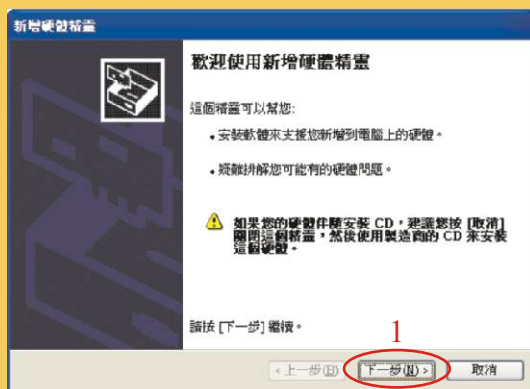 新增硬體精靈
歡迎使用新增硬體精靈
這個精靈可以幫您:
• 安裝軟體來支援您新增到電腦上的硬體。
• 疑難排解您可能有的硬體問題。
如果您的硬體伴隨安裝 CD,建議您按 [取消]
關閉這個精靈,然後使用製造商的 CD 來安裝
這個硬體。
請按 [下一步] 繼續。
1
<上一步(B) 下一步(N)> 取消